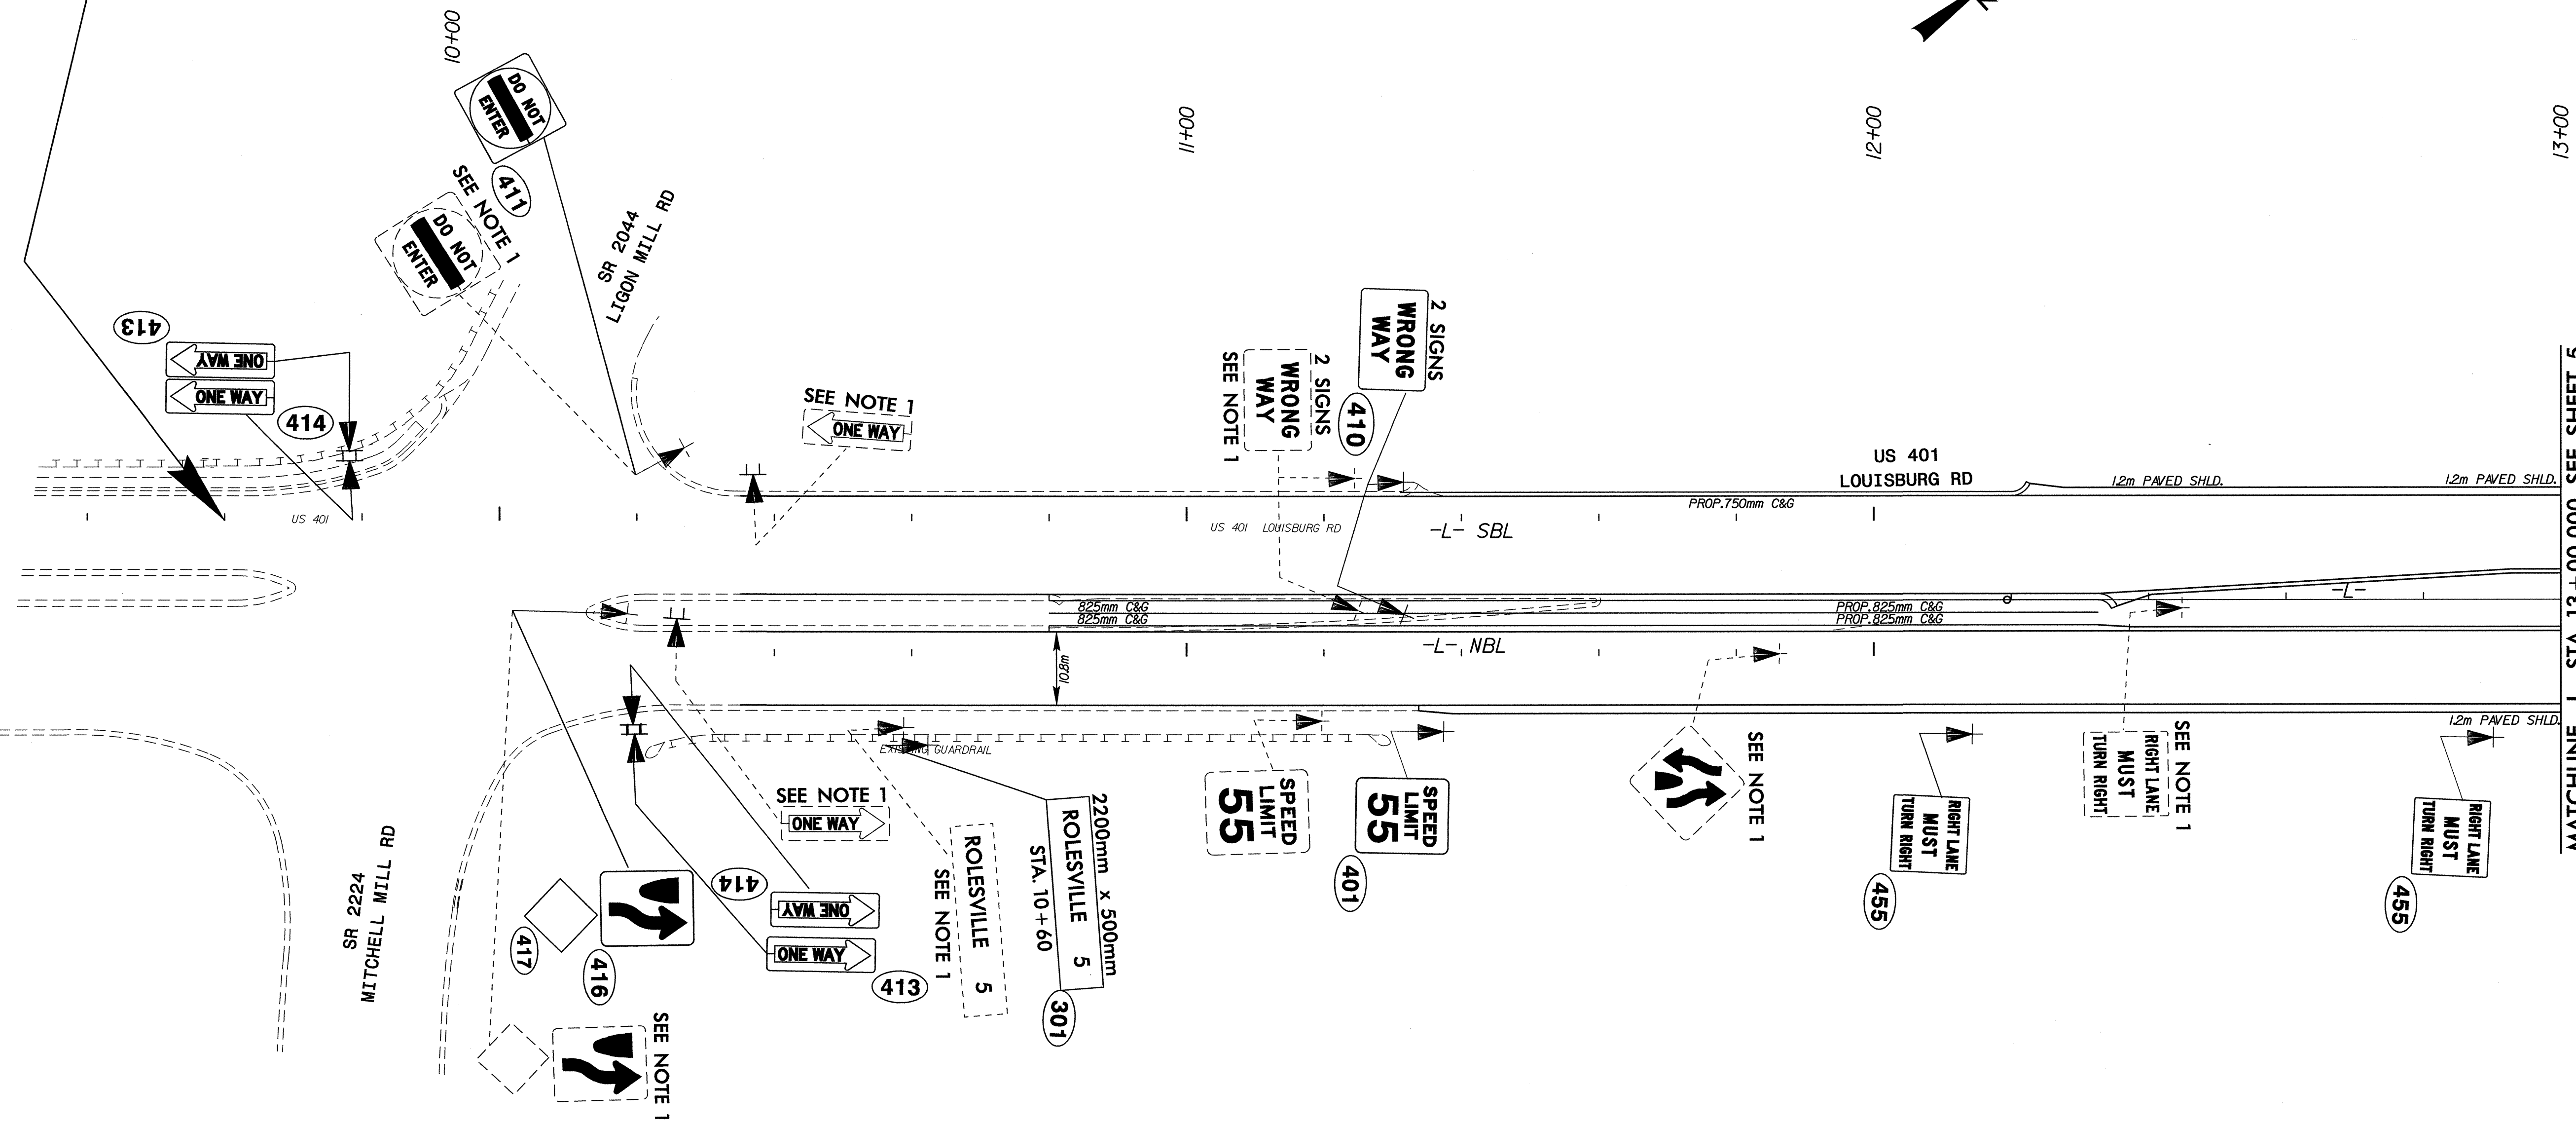 10+00
11+00
12+00
13+00
DO NOT
ENTER
411
SEE NOTE 1
DO NOT
ENTER
SR 2044
LIGON MILL RD
413
ONE WAY
ONE WAY
414
SEE NOTE 1
ONE WAY
2 SIGNS
WRONG
WAY
SEE NOTE 1
2 SIGNS
WRONG
WAY
410
US 401
LOUISBURG RD
1.2m PAVED SHLD.
1.2m PAVED SHLD.
PROP.750mm C&G
US 401
US 401 LOUISBURG RD
-L- SBL
825mm C&G
825mm C&G
PROP.825mm C&G
PROP.825mm C&G
-L-
-L- NBL
10.8m
1.2m PAVED SHLD.
EXISTING GUARDRAIL
SEE NOTE 1
ONE WAY
414
ONE WAY
ONE WAY
413
ROLESVILLE 5
SEE NOTE 1
2200mm x 500mm
ROLESVILLE 5
STA. 10+60
301
SPEED
LIMIT
55
SPEED
LIMIT
55
401
SEE NOTE 1
RIGHT LANE
MUST
TURN RIGHT
455
SEE NOTE 1
RIGHT LANE
MUST
TURN RIGHT
RIGHT LANE
MUST
TURN RIGHT
455
SR 2224
MITCHELL MILL RD
417
416
SEE NOTE 1